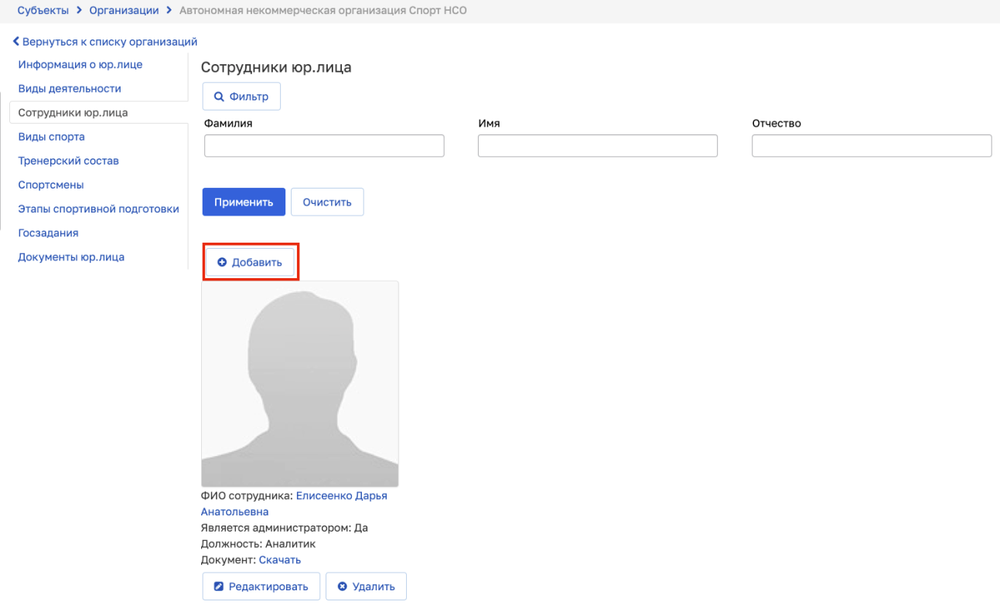 Субъекты > Организации > Автономная некоммерческая организация Спорт НСО
Вернуться к списку организаций
Информация о юр.лице
Виды деятельности
Сотрудники юр.лица
Виды спорта
Тренерский состав
Спортсмены
Этапы спортивной подготовки
Госзадания
Документы юр.лица
Сотрудники юр.лица
Фильтр
Фамилия Имя Отчество
Применить Очистить
Добавить
ФИО сотрудника: Елисеенко Дарья
Анатольевна
Является администратором: Да
Должность: Аналитик
Документ: Скачать
Редактировать Удалить